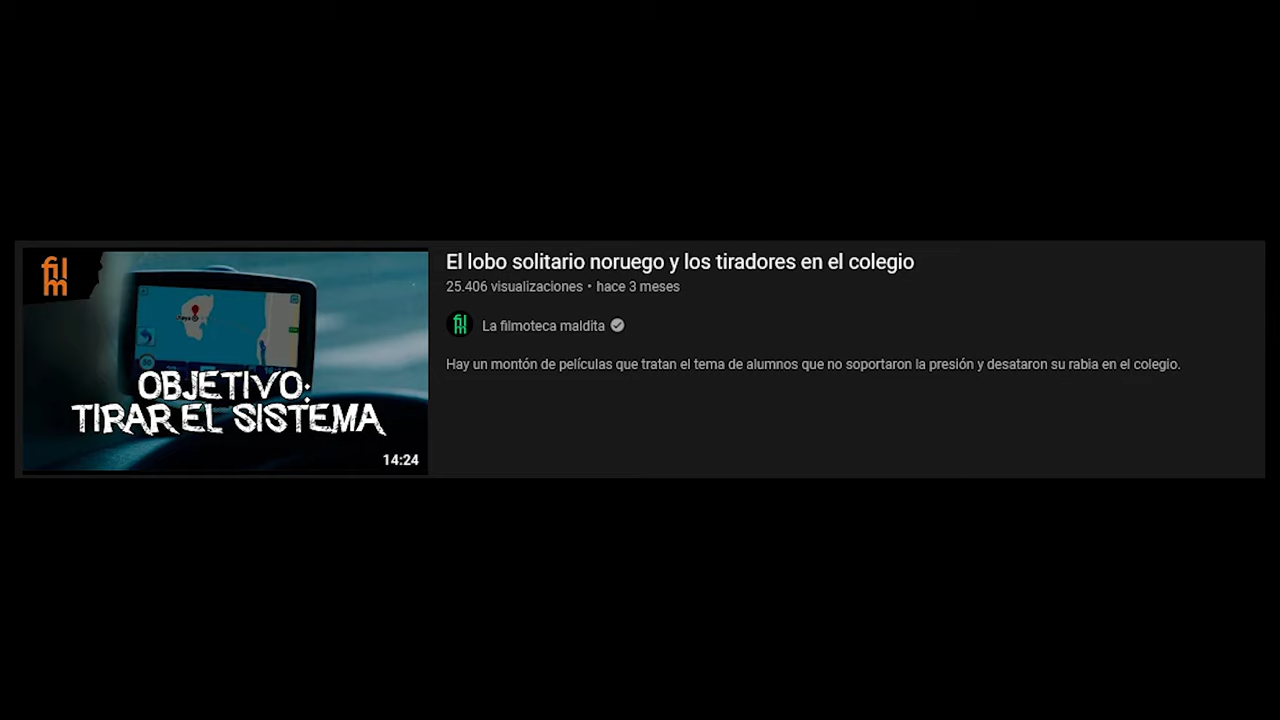 El lobo solitario noruego y los tiradores en el colegio
25.406 visualizaciones • hace 3 meses
film
La filmoteca maldita
Hay un montón de películas que tratan el tema de alumnos que no soportaron la presión y desataron su rabia en el colegio.
OBJETIVO:
TIRAR EL SISTEMA
14:24